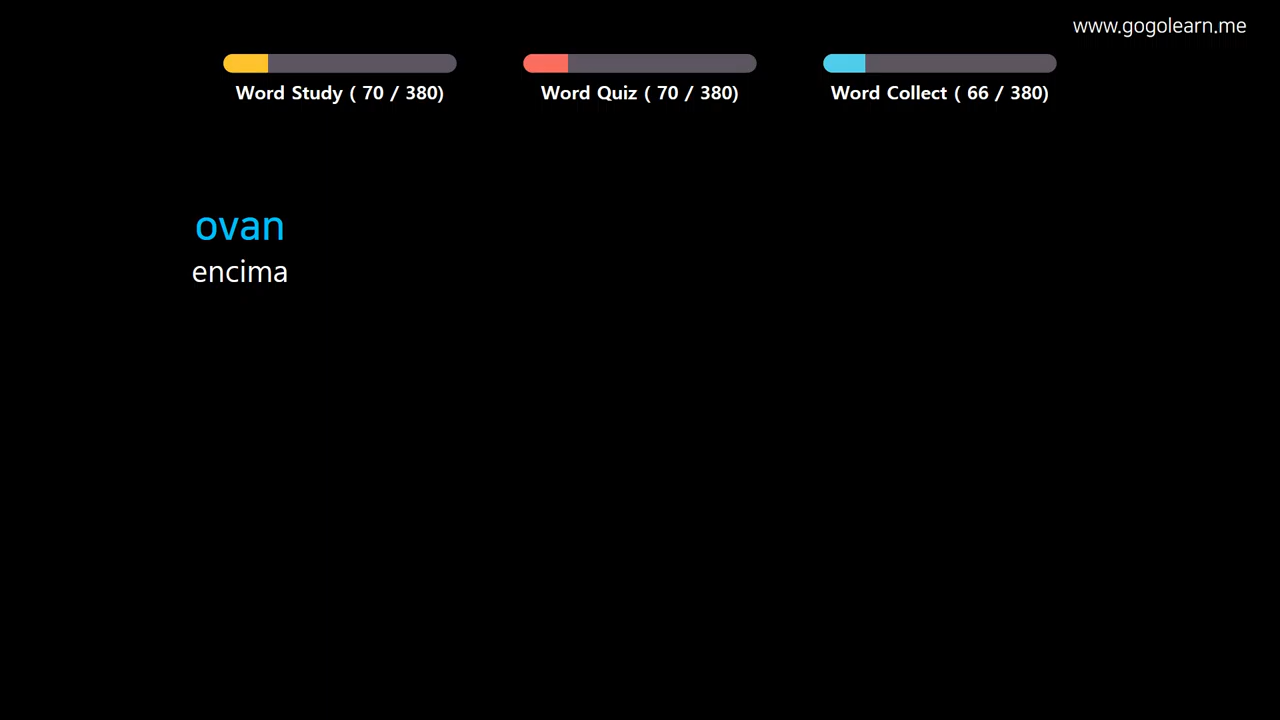 www.gogolearn.me
Word Study ( 70 / 380)
Word Quiz ( 70 / 380)
Word Collect ( 66 / 380)
ovan
encima